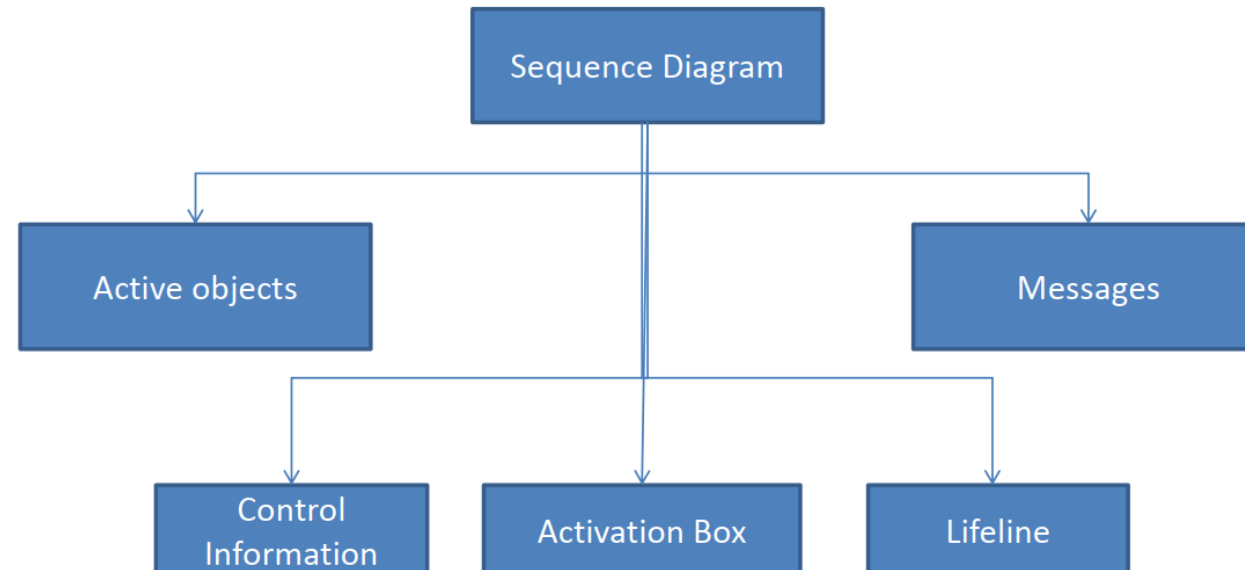 Sequence Diagram
Active objects
Messages
Control
Information
Activation Box
Lifeline